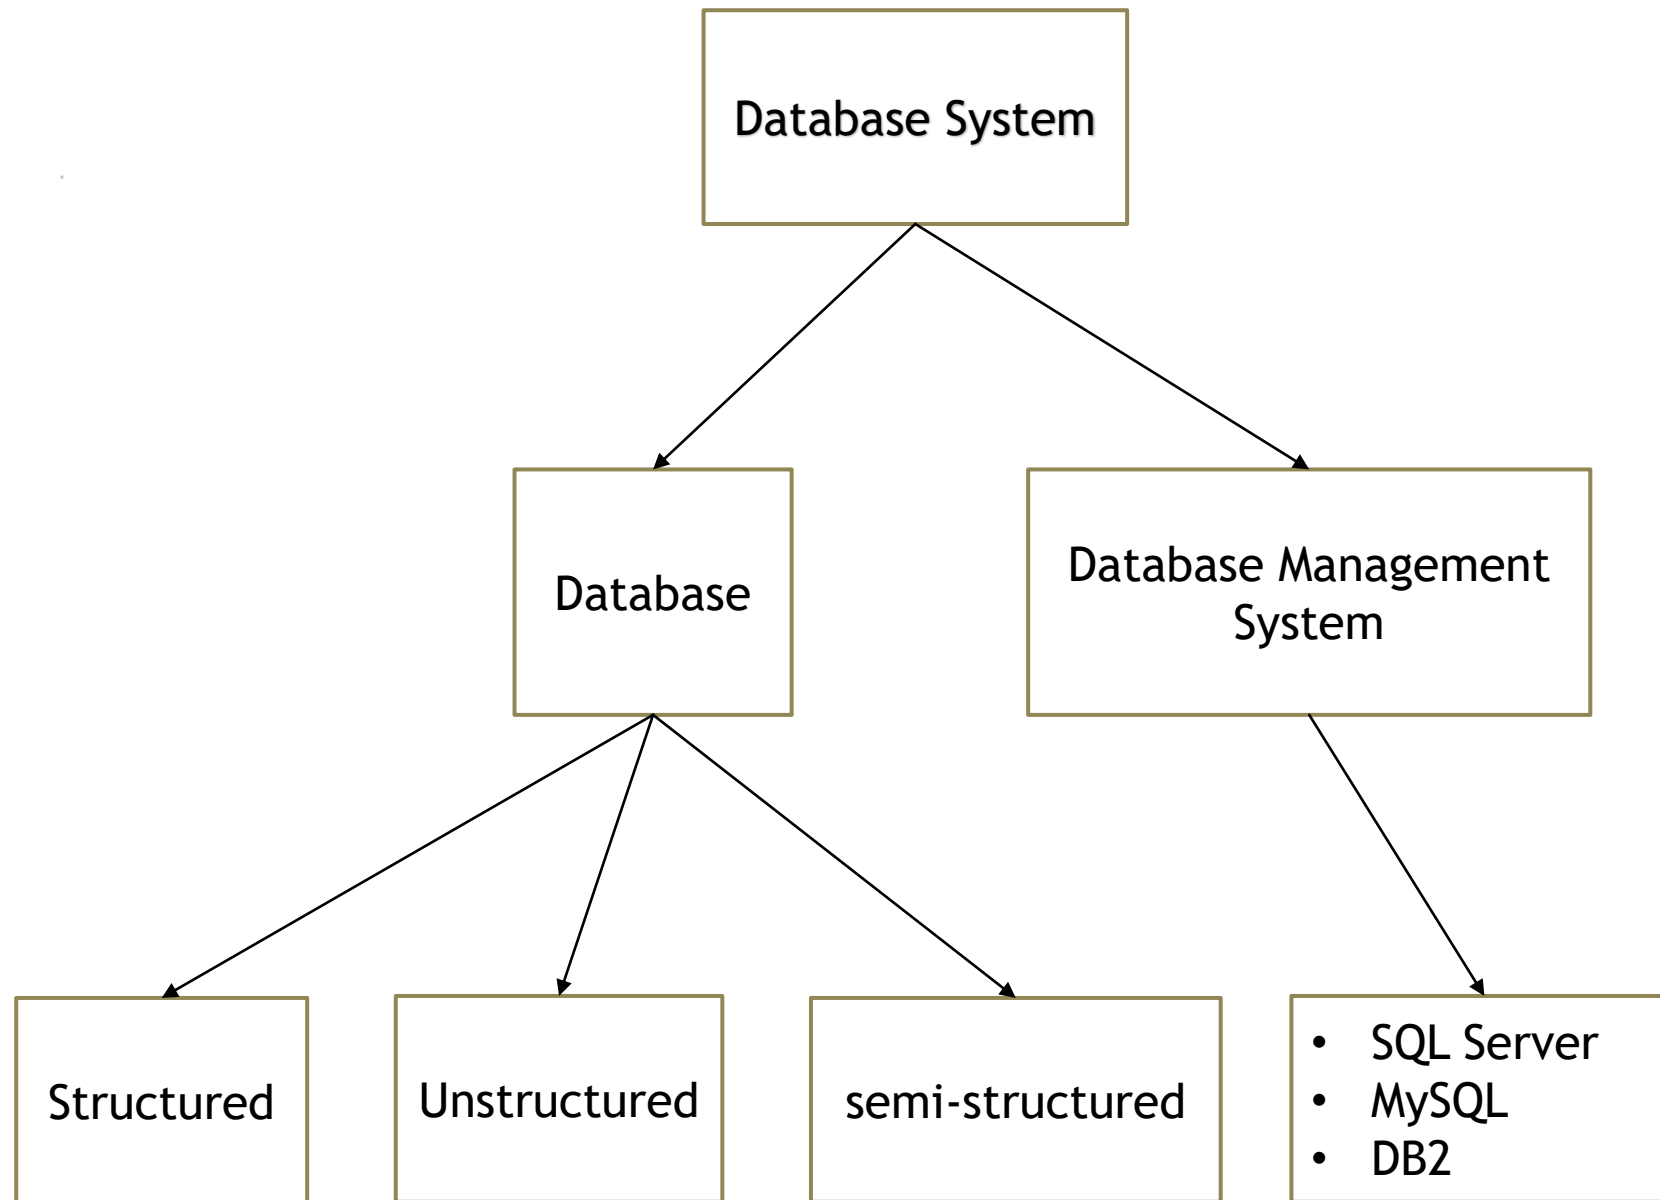 Database System
Database
Database Management
System
Structured
Unstructured
semi-structured
• SQL Server
• MySQL
• DB2